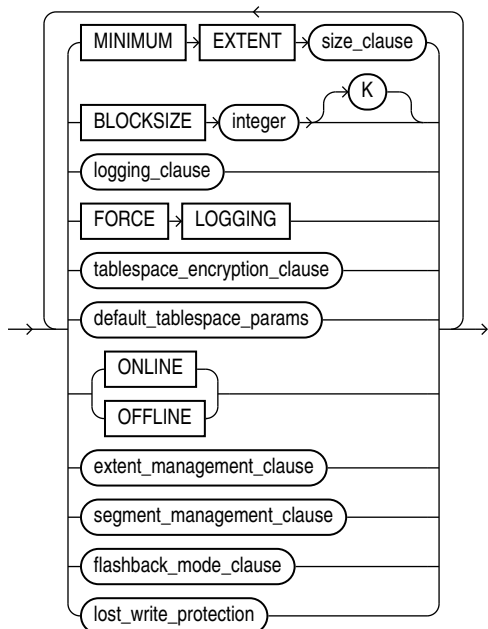 MINIMUM EXTENT size_clause
K
BLOCKSIZE integer
logging_clause
FORCE LOGGING
tablespace_encryption_clause
default_tablespace_params
ONLINE
OFFLINE
extent_management_clause
segment_management_clause
flashback_mode_clause
lost_write_protection